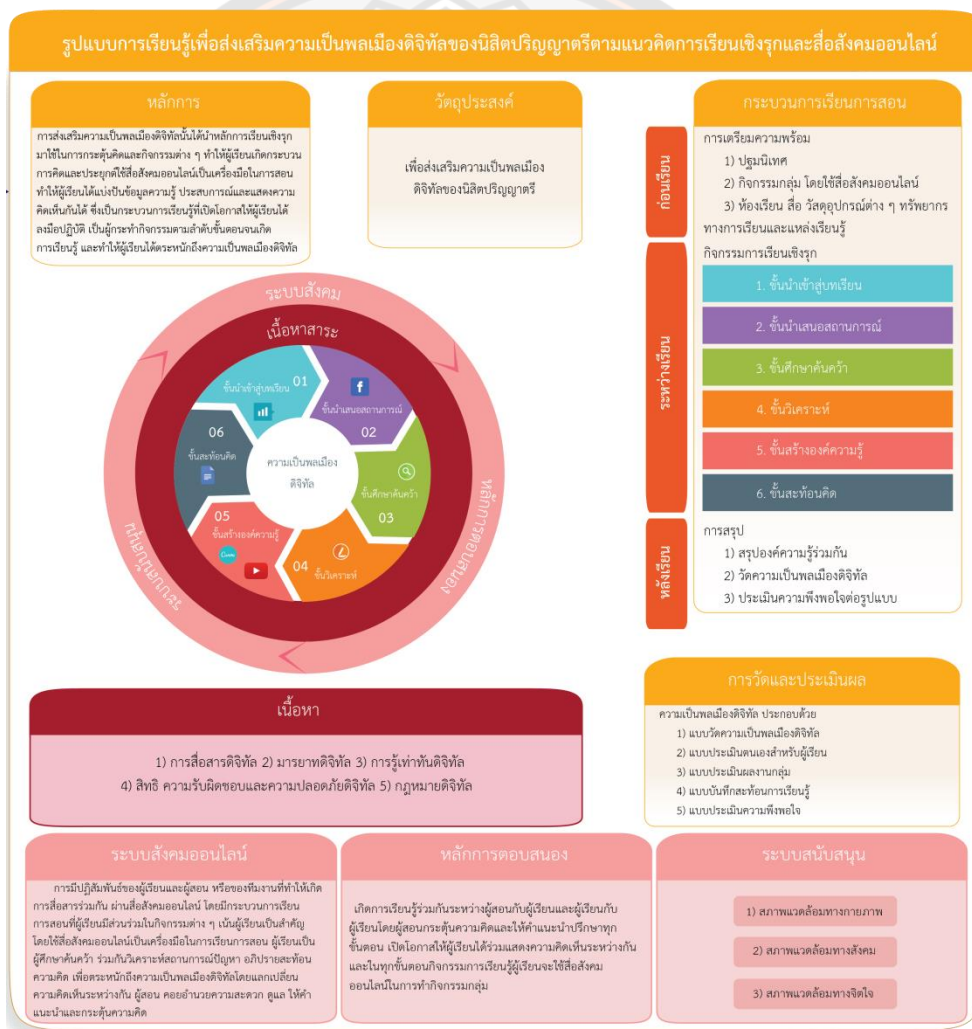 รูปแบบการเรียนรู้เพื่อส่งเสริมความเป็นพลเมืองดิจิทัลของนิสิตปริญญาตรีตามแนวคิดการเรียนเชิงรุกและสื่อสังคมออนไลน์
หลักการ
การส่งเสริมความเป็นพลเมืองดิจิทัลนั้นได้นำหลักการเรียนเชิงรุก
มาใช้ในการกระตุ้นคิดและกิจกรรมต่าง ๆ ทำให้ผู้เรียนเกิดกระบวน
การคิดและประยุกต์ใช้สื่อสังคมออนไลน์เป็นเครื่องมือในการสอน
ทำให้ผู้เรียนได้แบ่งปันข้อมูลความรู้ ประสบการณ์และแสดงความ
คิดเห็นกันได้ ซึ่งเป็นกระบวนการเรียนรู้ที่เปิดโอกาสให้ผู้เรียนได้
ลงมือปฏิบัติ เป็นผู้กระทำกิจกรรมตามลำดับขั้นตอนจนเกิด
การเรียนรู้ และทำให้ผู้เรียนได้ตระหนักถึงความเป็นพลเมืองดิจิทัล
วัตถุประสงค์
เพื่อส่งเสริมความเป็นพลเมือง
ดิจิทัลของนิสิตปริญญาตรี
กระบวนการเรียนการสอน
ก่อนเรียน
การเตรียมความพร้อม
1) ปฐมนิเทศ
2) กิจกรรมกลุ่ม โดยใช้สื่อสังคมออนไลน์
3) ห้องเรียน สื่อ วัสดุอุปกรณ์ต่าง ๆ ทรัพยากร
ทางการเรียนและแหล่งเรียนรู้
ระหว่างเรียน
กิจกรรมการเรียนเชิงรุก
1. ขั้นนำเข้าสู่บทเรียน
2. ขั้นนำเสนอสถานการณ์
3. ขั้นศึกษาค้นคว้า
4. ขั้นวิเคราะห์
5. ขั้นสร้างองค์ความรู้
6. ขั้นสะท้อนคิด
หลังเรียน
การสรุป
1) สรุปองค์ความรู้ร่วมกัน
2) วัดความเป็นพลเมืองดิจิทัล
3) ประเมินความพึงพอใจต่อรูปแบบ
ระบบสังคม
หลักการตอบสนอง
ระบบสนับสนุน
เนื้อหาสาระ
ขั้นนำเข้าสู่บทเรียน 01
ขั้นนำเสนอสถานการณ์
02
ขั้นศึกษาค้นคว้า
03
04 ขั้นวิเคราะห์
05
ขั้นสร้างองค์ความรู้
Canva
06
ขั้นสะท้อนคิด
ความเป็นพลเมือง
ดิจิทัล
เนื้อหา
1) การสื่อสารดิจิทัล 2) มารยาทดิจิทัล 3) การรู้เท่าทันดิจิทัล
4) สิทธิ ความรับผิดชอบและความปลอดภัยดิจิทัล 5) กฎหมายดิจิทัล
การวัดและประเมินผล
ความเป็นพลเมืองดิจิทัล ประกอบด้วย
1) แบบวัดความเป็นพลเมืองดิจิทัล
2) แบบประเมินตนเองสำหรับผู้เรียน
3) แบบประเมินผลงานกลุ่ม
4) แบบบันทึกสะท้อนการเรียนรู้
5) แบบประเมินความพึงพอใจ
ระบบสังคมออนไลน์
การมีปฏิสัมพันธ์ของผู้เรียนและผู้สอน หรือของทีมงานที่ทำให้เกิด
การสื่อสารร่วมกัน ผ่านสื่อสังคมออนไลน์ โดยมีกระบวนการเรียน
การสอนที่ผู้เรียนมีส่วนร่วมในกิจกรรมต่าง ๆ เน้นผู้เรียนเป็นสำคัญ
โดยใช้สื่อสังคมออนไลน์เป็นเครื่องมือในการเรียนการสอน ผู้เรียนเป็น
ผู้ศึกษาค้นคว้า ร่วมกันวิเคราะห์สถานการณ์ปัญหา อภิปรายสะท้อน
ความคิด เพื่อตระหนักถึงความเป็นพลเมืองดิจิทัลโดยแลกเปลี่ยน
ความคิดเห็นระหว่างกัน ผู้สอน คอยอำนวยความสะดวก ดูแล ให้คำ
แนะนำและกระตุ้นความคิด
หลักการตอบสนอง
เกิดการเรียนรู้ร่วมกันระหว่างผู้สอนกับผู้เรียนและผู้เรียนกับ
ผู้เรียนโดยผู้สอนกระตุ้นความคิดและให้คำแนะนำปรึกษาทุก
ขั้นตอน เปิดโอกาสให้ผู้เรียนได้ร่วมแสดงความคิดเห็นระหว่างกัน
และในทุกขั้นตอนกิจกรรมการเรียนรู้ผู้เรียนจะใช้สื่อสังคม
ออนไลน์ในการทำกิจกรรมกลุ่ม
ระบบสนับสนุน
1) สภาพแวดล้อมทางกายภาพ
2) สภาพแวดล้อมทางสังคม
3) สภาพแวดล้อมทางจิตใจ